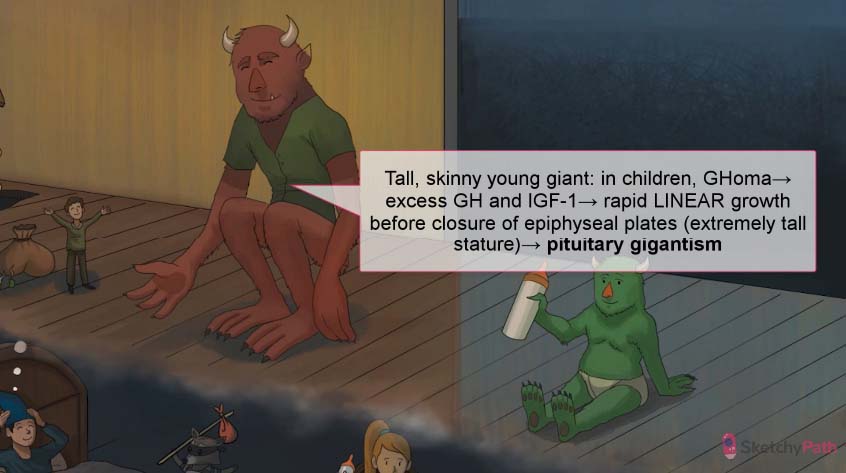 Tall, skinny young giant: in children, GHoma→
excess GH and IGF-1→ rapid LINEAR growth
before closure of epiphyseal plates (extremely tall
stature)→ pituitary gigantism
SketchyPath